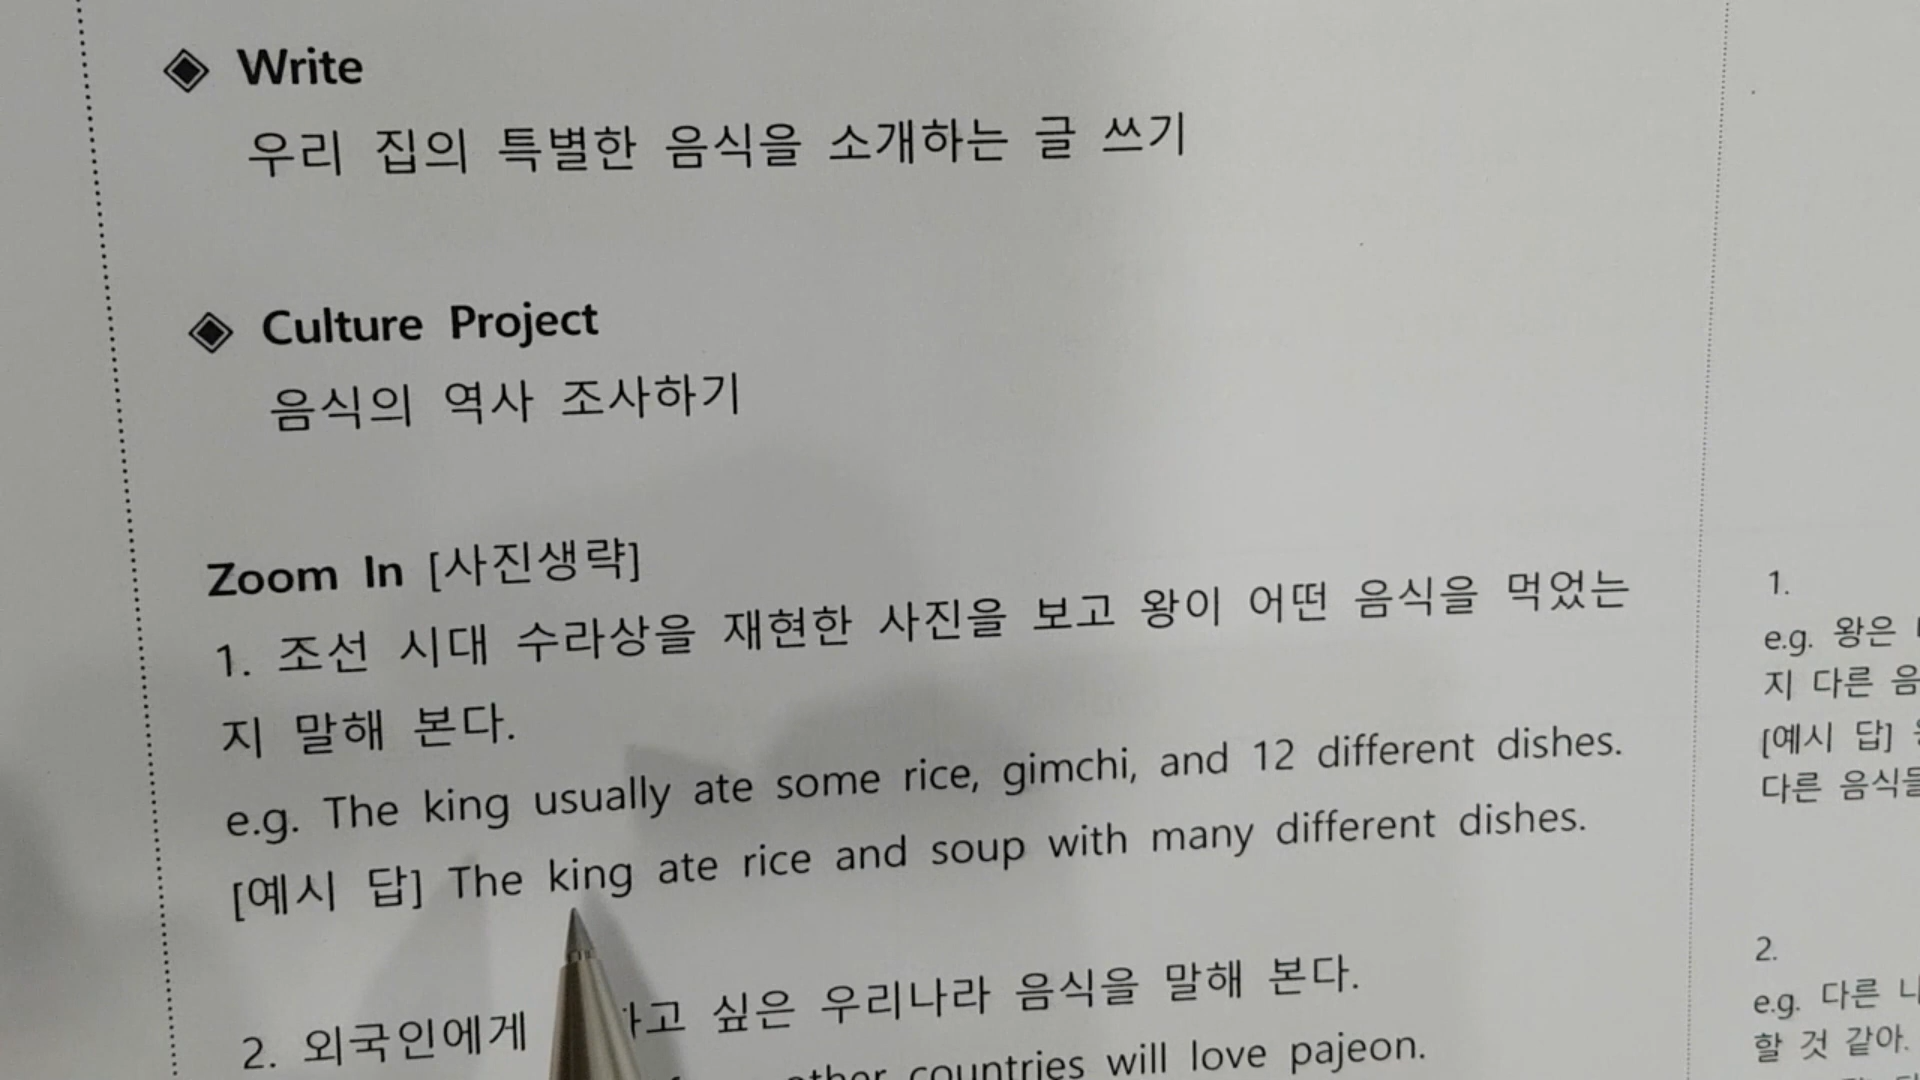 Write
우리 집의 특별한 음식을 소개하는 글 쓰기
Culture Project
음식의 역사 조사하기
Zoom In [사진생략]
1. 조선 시대 수라상을 재현한 사진을 보고 왕이 어떤 음식을 먹었는
지 말해 본다.
e.g. The king usually ate some rice, gimchi, and 12 different dishes.
[예시 답] The king ate rice and soup with many different dishes.
2. 외국인에게 싶은 우리나라 음식을 말해 본다.
other countries will love pajeon.
1.
e.g. 왕은
지 다른 음
[예시 답]
다른 음식들
2.
e.g. 다른 나
할 것 같아.